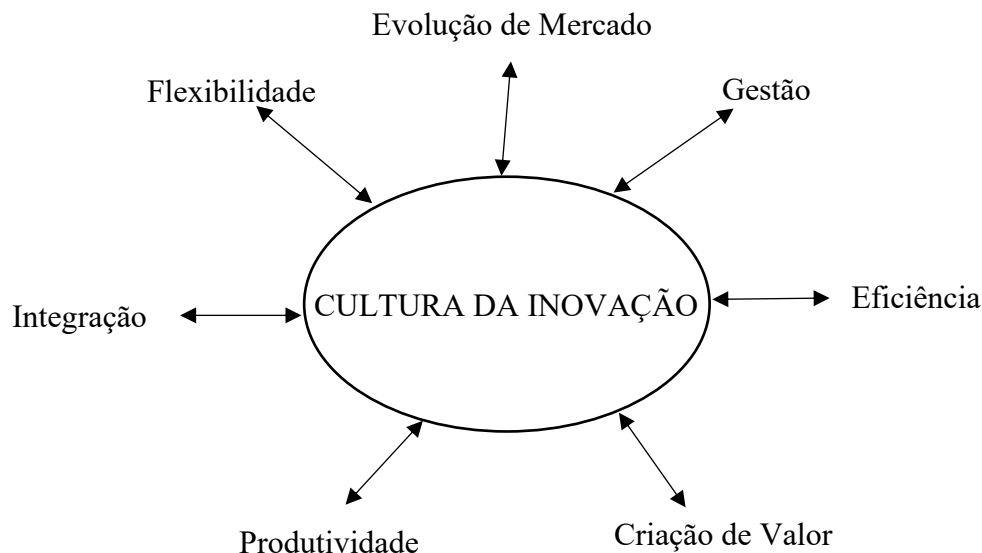 Evolução de Mercado
Flexibilidade
Gestão
CULTURA DA INOVAÇÃO
Eficiência
Integração
Produtividade
Criação de Valor